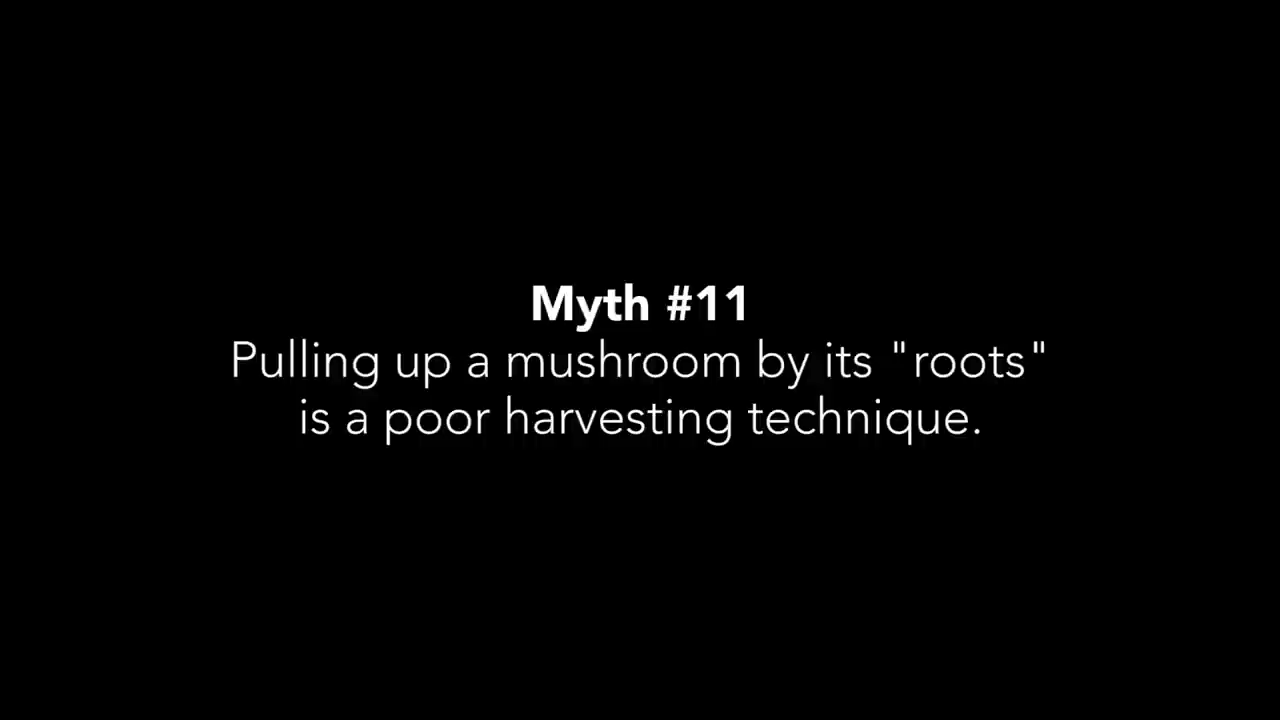 Myth #11
Pulling up a mushroom by its "roots"
is a poor harvesting technique.